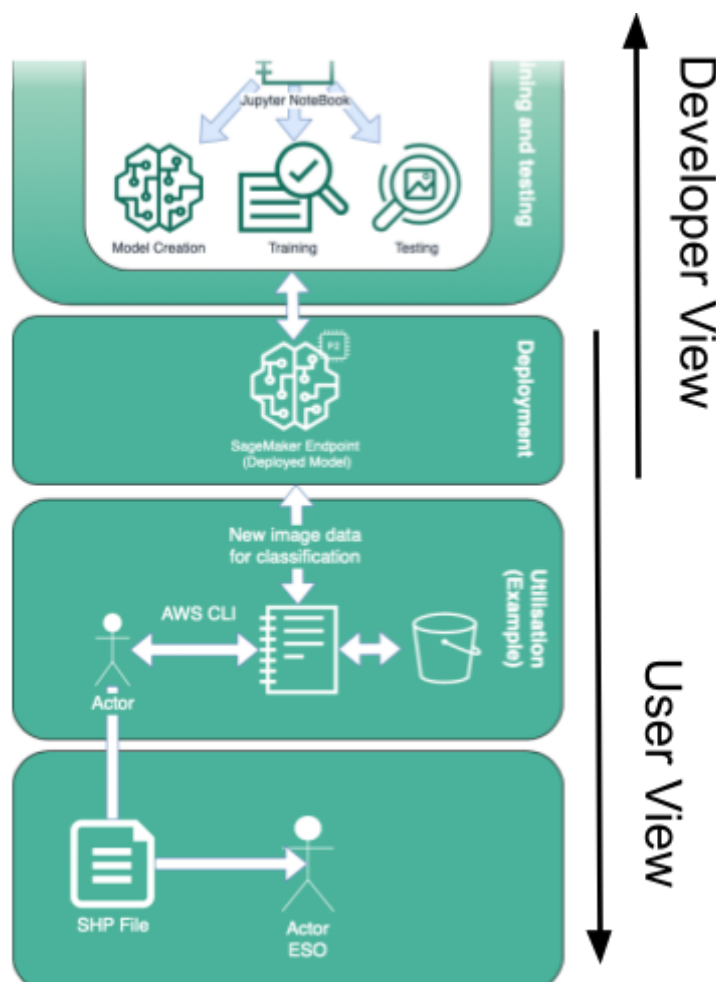 Jupyter NoteBook
Model Creation
Training
Testing
ining and testing
P2
SageMaker Endpoint
(Deployed Model)
Deployment
New image data
for classification
AWS CLI
Actor
Utilisation
(Example)
SHP File
Actor
ESO
Developer View
User View